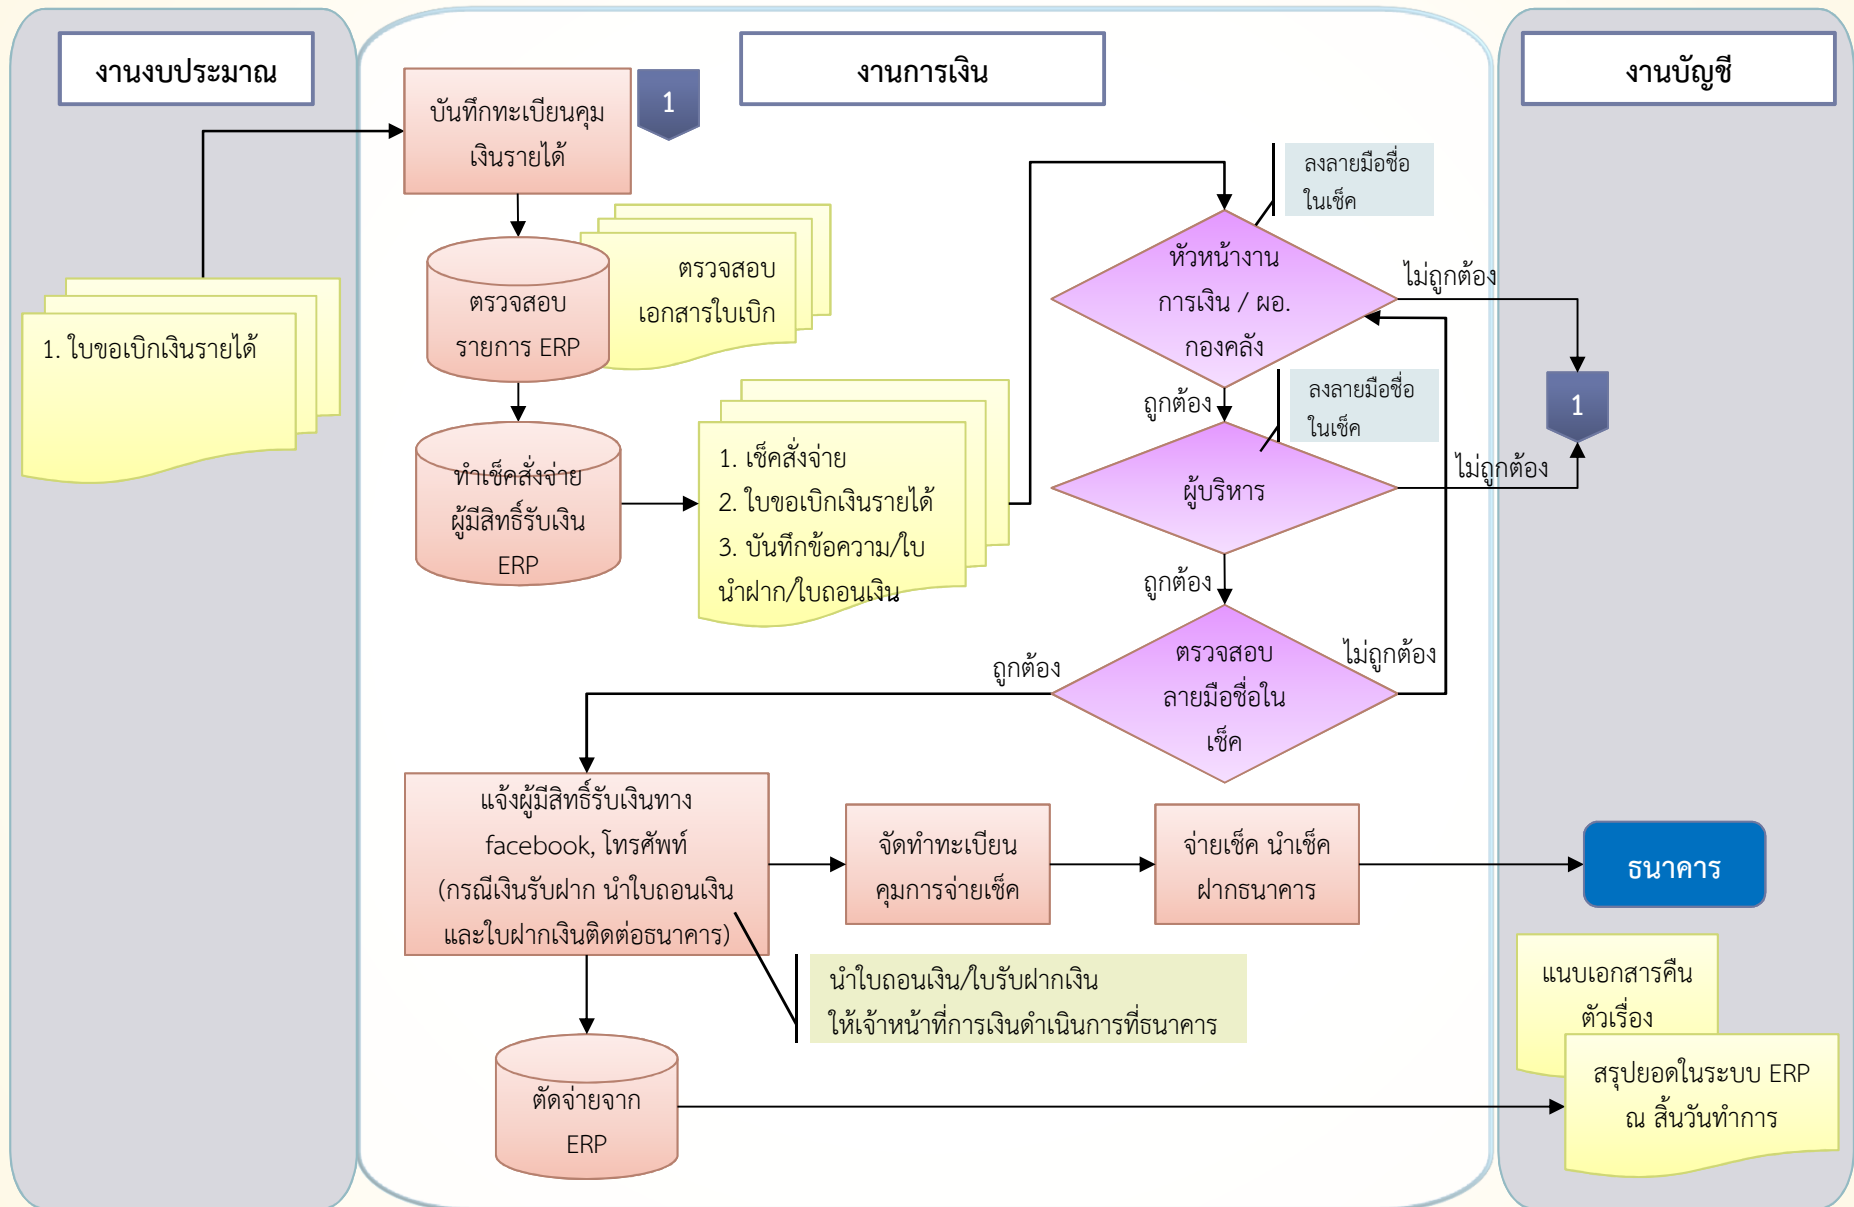 งานงบประมาณ
งานการเงิน
งานบัญชี
บันทึกทะเบียนคุม
เงินรายได้
1
1. ใบขอเบิกเงินรายได้
ตรวจสอบ
รายการ ERP
ตรวจสอบ
เอกสารใบเบิก
ทำเช็คสั่งจ่าย
ผู้มีสิทธิ์รับเงิน
ERP
1. เช็คสั่งจ่าย
2. ใบขอเบิกเงินรายได้
3. บันทึกข้อความ/ใบ
นำฝาก/ใบถอนเงิน
ลงลายมือชื่อ
ในเช็ค
หัวหน้างาน
การเงิน / ผอ.
กองคลัง
ไม่ถูกต้อง
ถูกต้อง
ลงลายมือชื่อ
ในเช็ค
1
ผู้บริหาร
ไม่ถูกต้อง
ถูกต้อง
ตรวจสอบ
ลายมือชื่อใน
เช็ค
ไม่ถูกต้อง
ถูกต้อง
แจ้งผู้มีสิทธิ์รับเงินทาง
facebook, โทรศัพท์
(กรณีเงินรับฝาก นำใบถอนเงิน
และใบฝากเงินติดต่อธนาคาร)
จัดทำทะเบียน
คุมการจ่ายเช็ค
จ่ายเช็ค นำเช็ค
ฝากธนาคาร
ธนาคาร
นำใบถอนเงิน/ใบรับฝากเงิน
ให้เจ้าหน้าที่การเงินดำเนินการที่ธนาคาร
แนบเอกสารคืน
ตัวเรื่อง
ตัดจ่ายจาก
ERP
สรุปยอดในระบบ ERP
ณ สิ้นวันทำการ